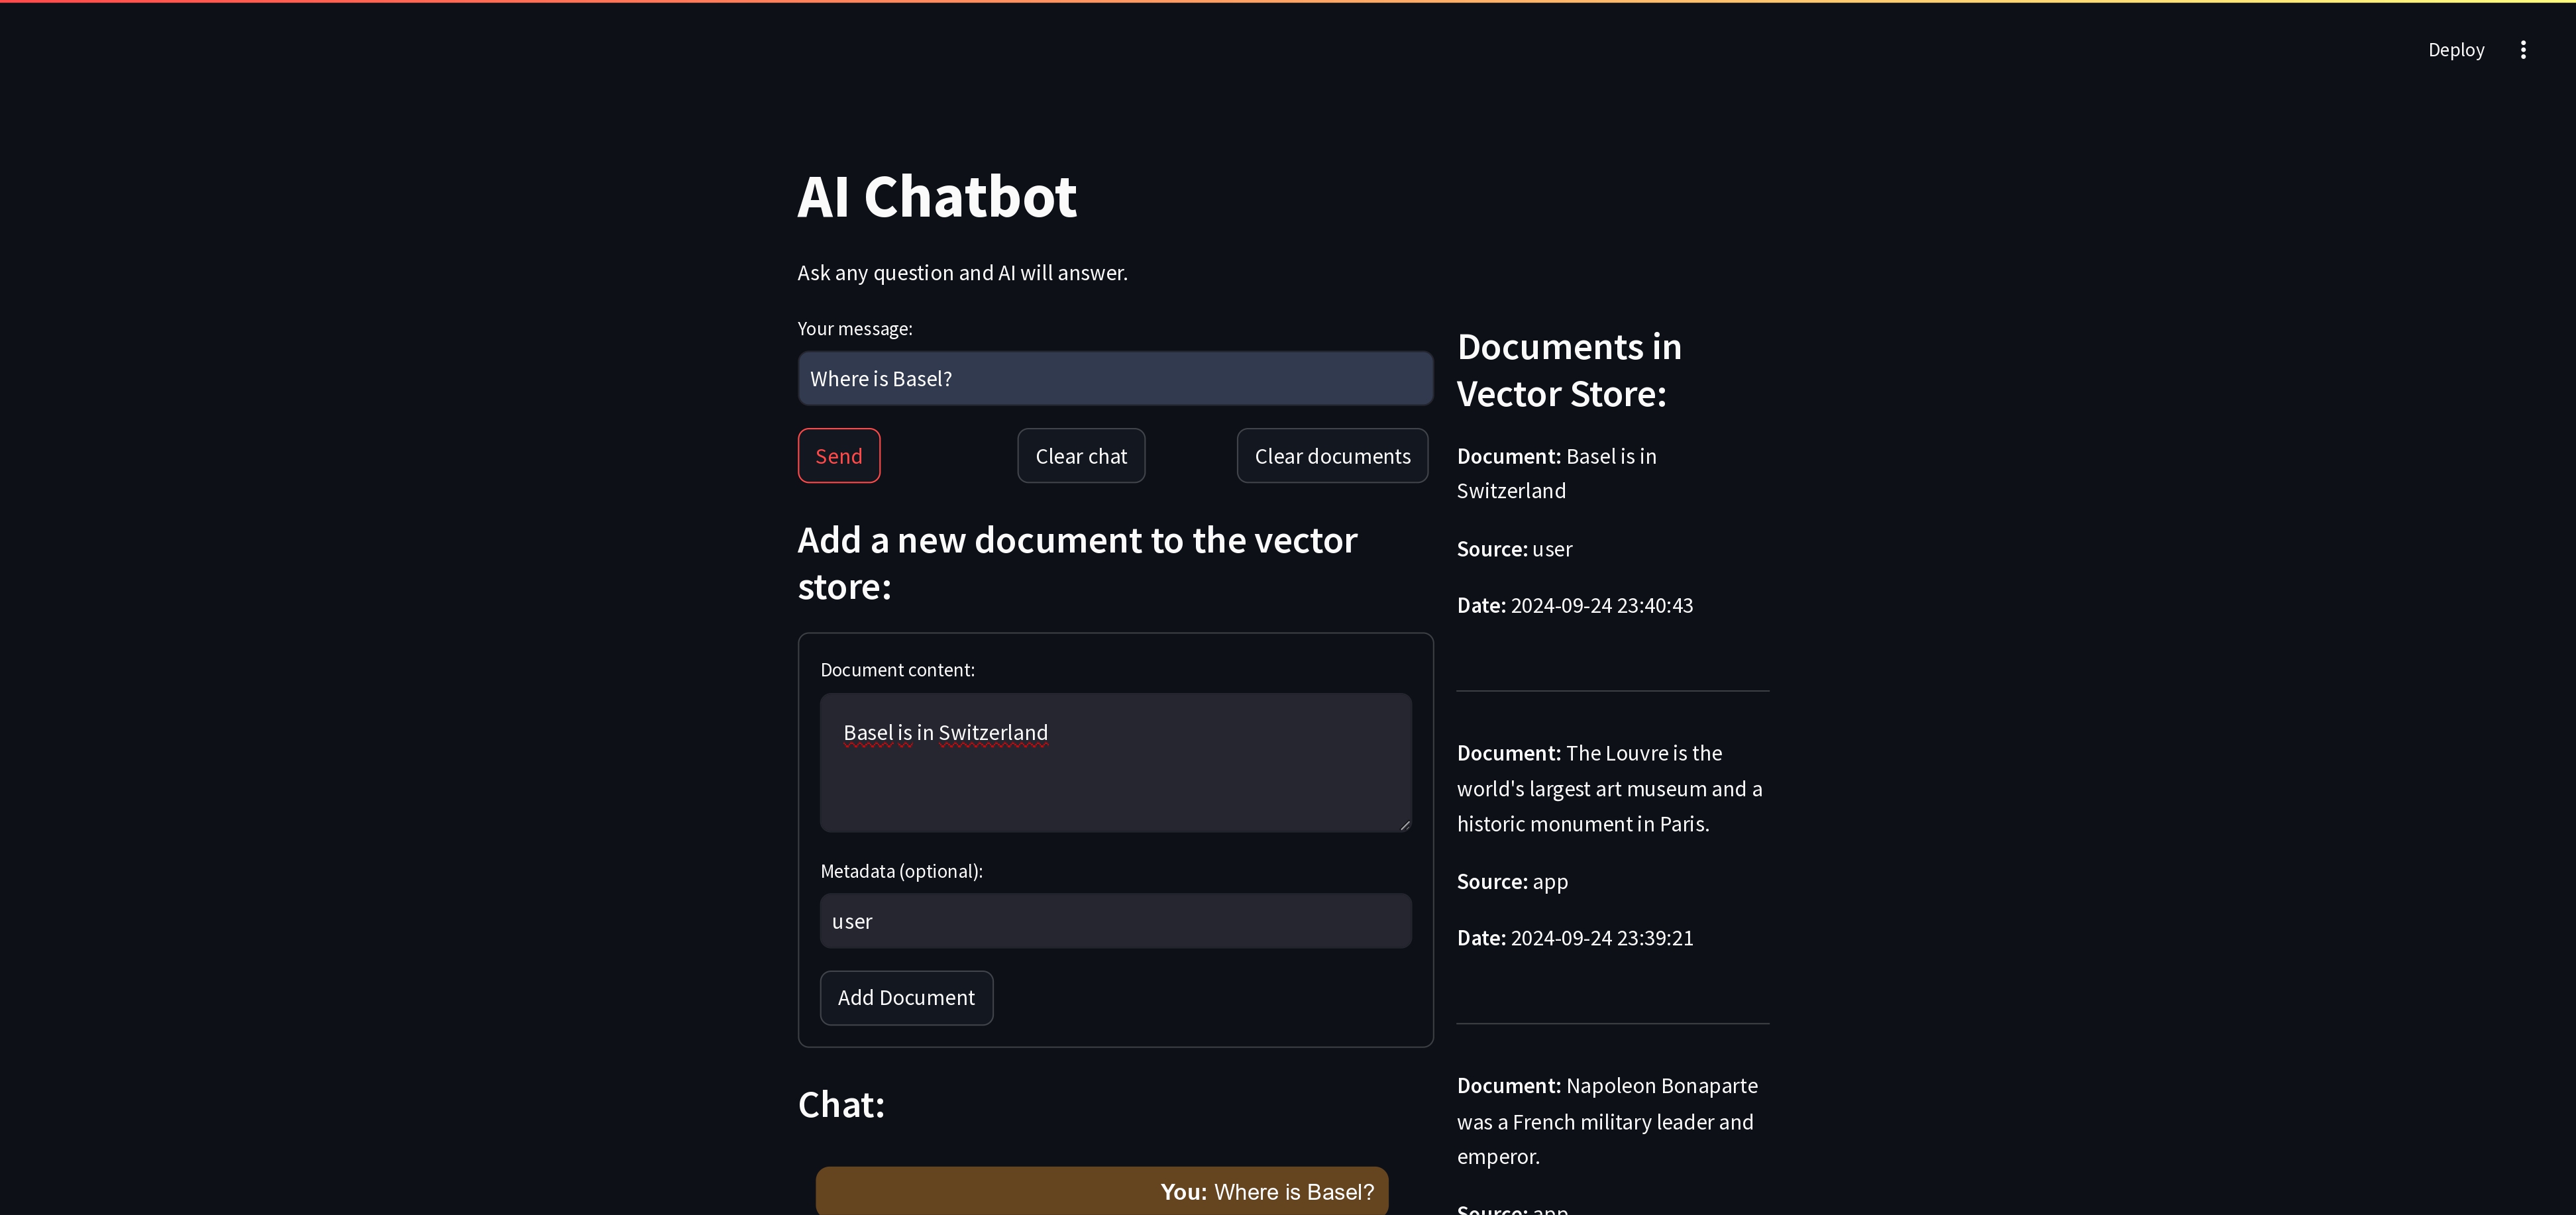 Deploy
AI Chatbot
Ask any question and AI will answer.
Your message:
Where is Basel?
Send
Clear chat
Clear documents
Add a new document to the vector
store:
Document content:
Basel is in Switzerland
Metadata (optional):
user
Add Document
Chat:
You: Where is Basel?
Documents in
Vector Store:
Document: Basel is in
Switzerland
Source: user
Date: 2024-09-24 23:40:43
Document: The Louvre is the
world's largest art museum and a
historic monument in Paris.
Source: app
Date: 2024-09-24 23:39:21
Document: Napoleon Bonaparte
was a French military leader and
emperor.
Source: app